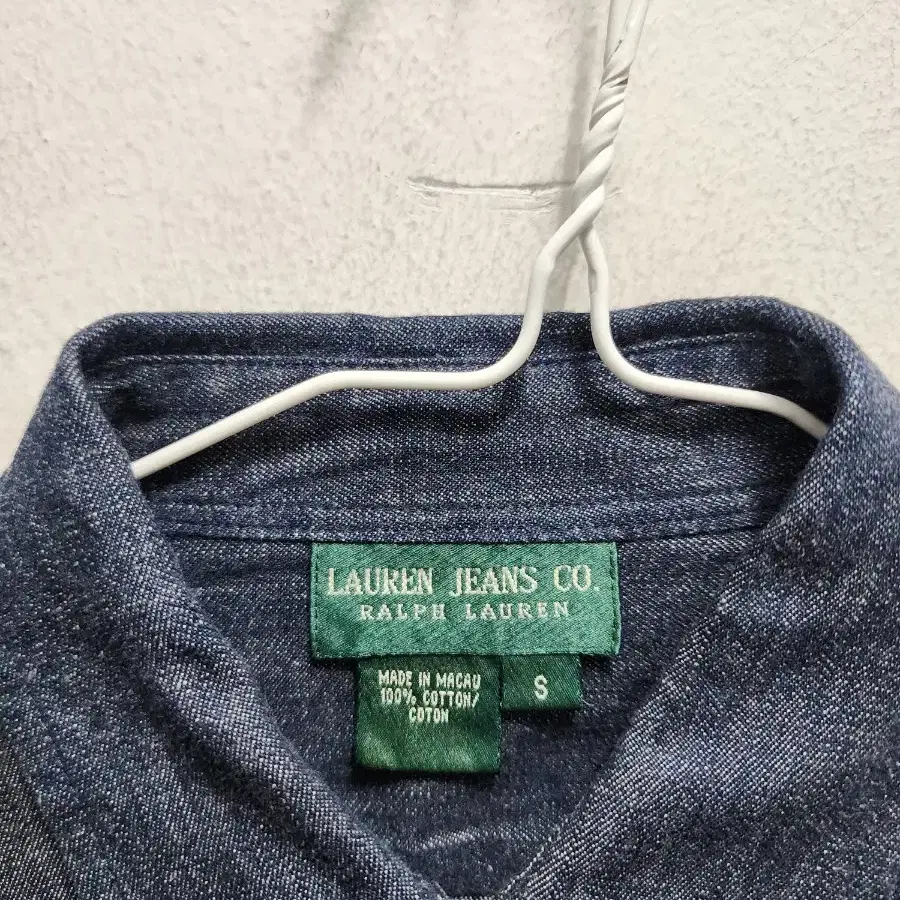 LAUREN JEANS CO.
RALPH LAUREN
MADE IN MACAU
100% COTTON/
COTON
S